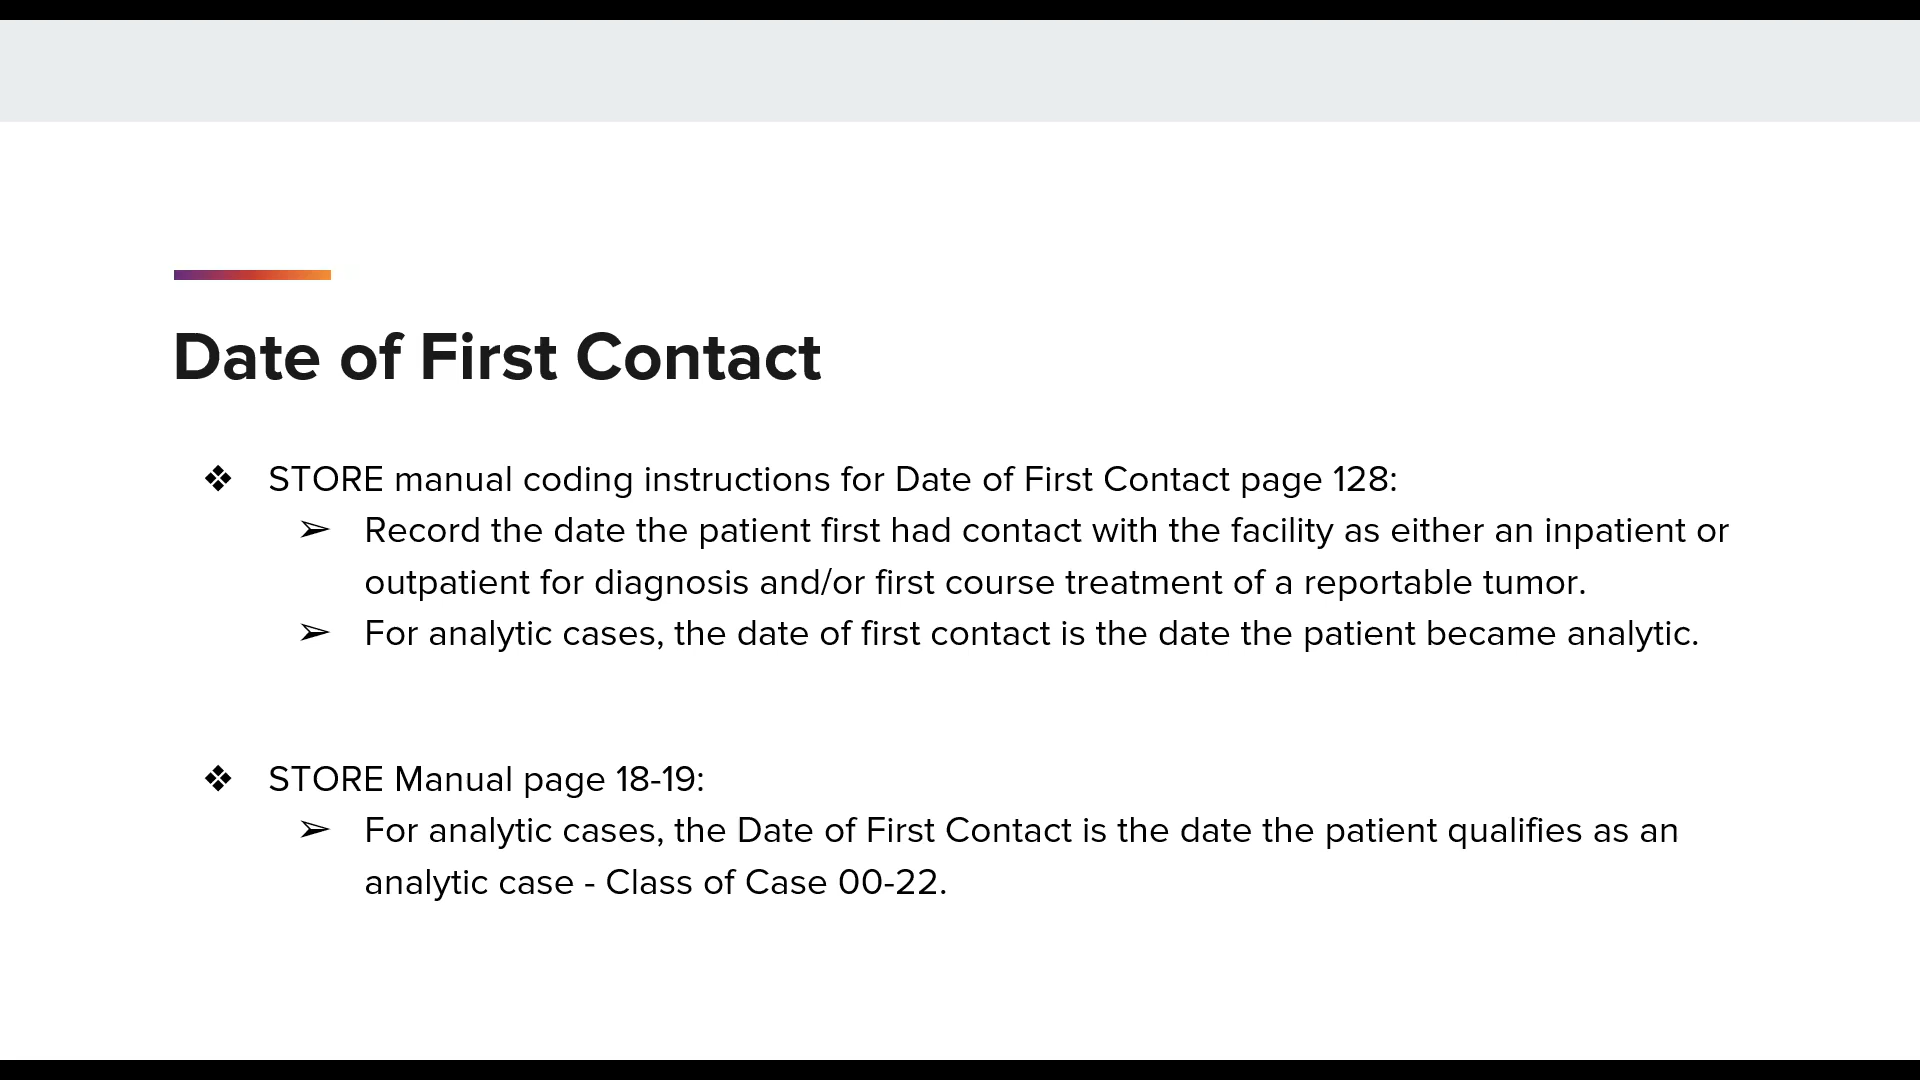 Date of First Contact
❖ STORE manual coding instructions for Date of First Contact page 128:
➢ Record the date the patient first had contact with the facility as either an inpatient or
outpatient for diagnosis and/or first course treatment of a reportable tumor.
➢ For analytic cases, the date of first contact is the date the patient became analytic.
❖ STORE Manual page 18-19:
➢ For analytic cases, the Date of First Contact is the date the patient qualifies as an
analytic case - Class of Case 00-22.